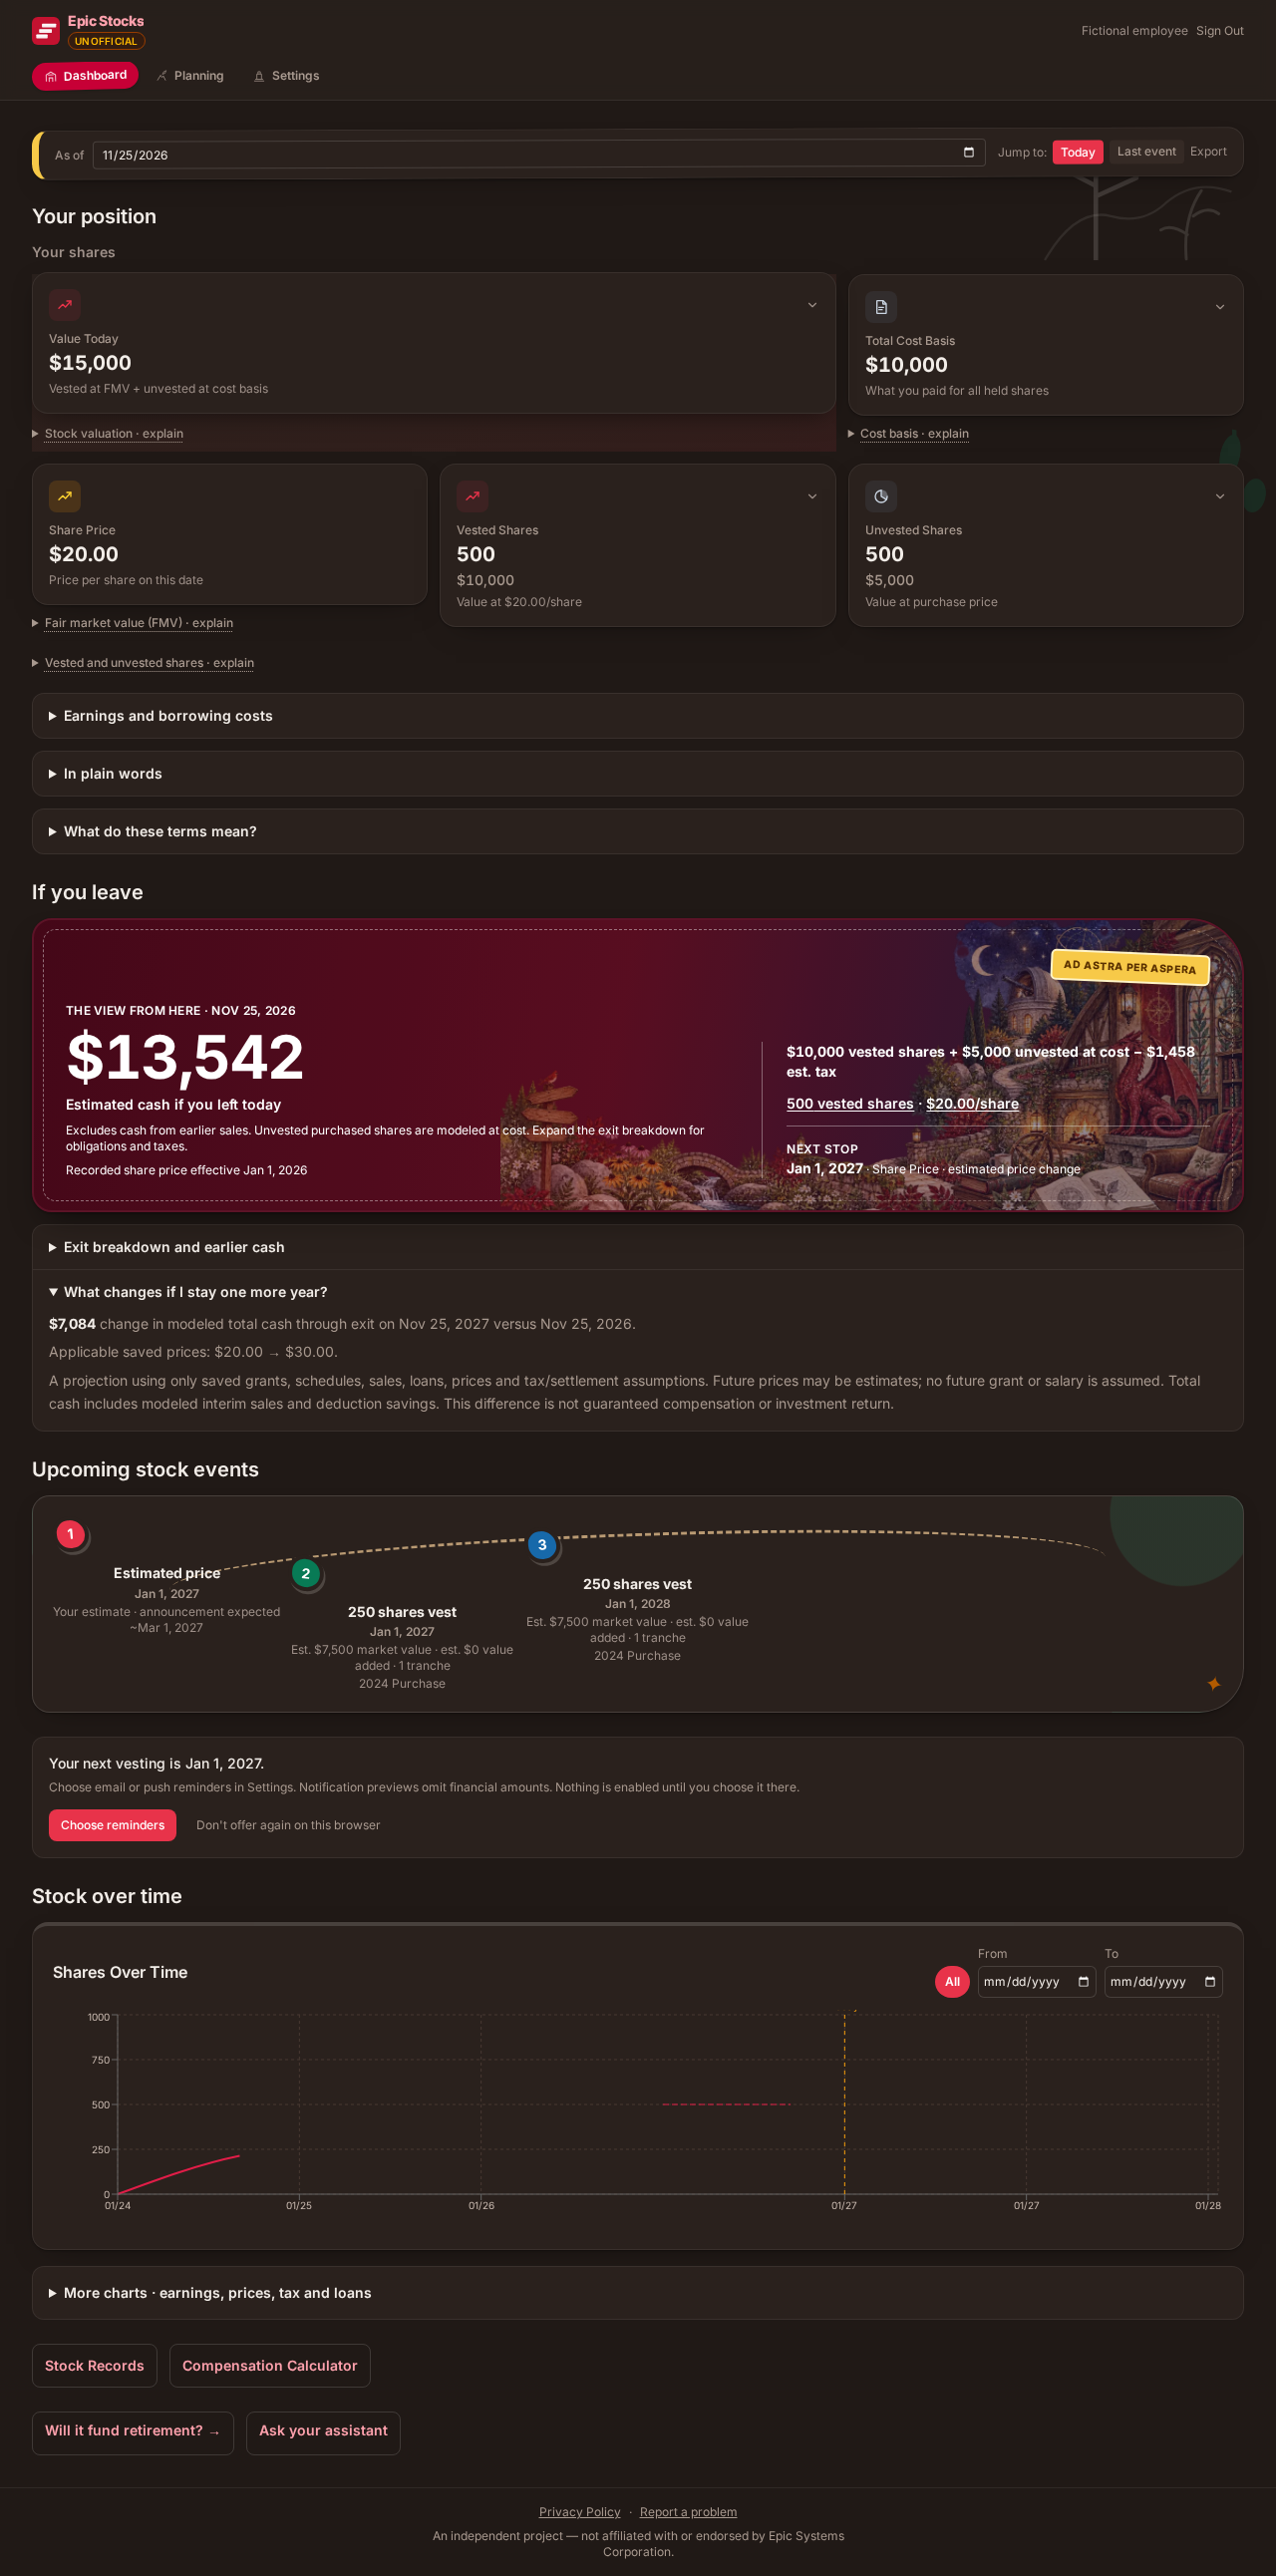 Epic Stocks
UNOFFICIAL
Fictional employee Sign Out
Dashboard Planning Settings
As of 11/25/2026 Jump to: Today Last event Export
Your position
Your shares
Value Today
$15,000
Vested at FMV + unvested at cost basis
Total Cost Basis
$10,000
What you paid for all held shares
Stock valuation · explain
Cost basis · explain
Share Price
$20.00
Price per share on this date
Vested Shares
500
$10,000
Value at $20.00/share
Unvested Shares
500
$5,000
Value at purchase price
Fair market value (FMV) · explain
Vested and unvested shares · explain
Earnings and borrowing costs
In plain words
What do these terms mean?
If you leave
AD ASTRA PER ASPERA
THE VIEW FROM HERE · NOV 25, 2026
$13,542
Estimated cash if you left today
Excludes cash from earlier sales. Unvested purchased shares are modeled at cost. Expand the exit breakdown for
obligations and taxes.
Recorded share price effective Jan 1, 2026
$10,000 vested shares + $5,000 unvested at cost − $1,458
est. tax
500 vested shares · $20.00/share
NEXT STOP
Jan 1, 2027 · Share Price · estimated price change
Exit breakdown and earlier cash
What changes if I stay one more year?
$7,084 change in modeled total cash through exit on Nov 25, 2027 versus Nov 25, 2026.
Applicable saved prices: $20.00 → $30.00.
A projection using only saved grants, schedules, sales, loans, prices and tax/settlement assumptions. Future prices may be estimates; no future grant or salary is assumed. Total
cash includes modeled interim sales and deduction savings. This difference is not guaranteed compensation or investment return.
Upcoming stock events
1
Estimated price
Jan 1, 2027
Your estimate · announcement expected
~Mar 1, 2027
2
250 shares vest
Jan 1, 2027
Est. $7,500 market value · est. $0 value
added · 1 tranche
2024 Purchase
3
250 shares vest
Jan 1, 2028
Est. $7,500 market value · est. $0 value
added · 1 tranche
2024 Purchase
Your next vesting is Jan 1, 2027.
Choose email or push reminders in Settings. Notification previews omit financial amounts. Nothing is enabled until you choose it there.
Choose reminders Don't offer again on this browser
Stock over time
Shares Over Time
All
From
mm/dd/yyyy
To
mm/dd/yyyy
1000
750
500
250
0
01/24 01/25 01/26 01/27 01/27 01/28
More charts · earnings, prices, tax and loans
Stock Records Compensation Calculator
Will it fund retirement? → Ask your assistant
Privacy Policy · Report a problem
An independent project — not affiliated with or endorsed by Epic Systems
Corporation.